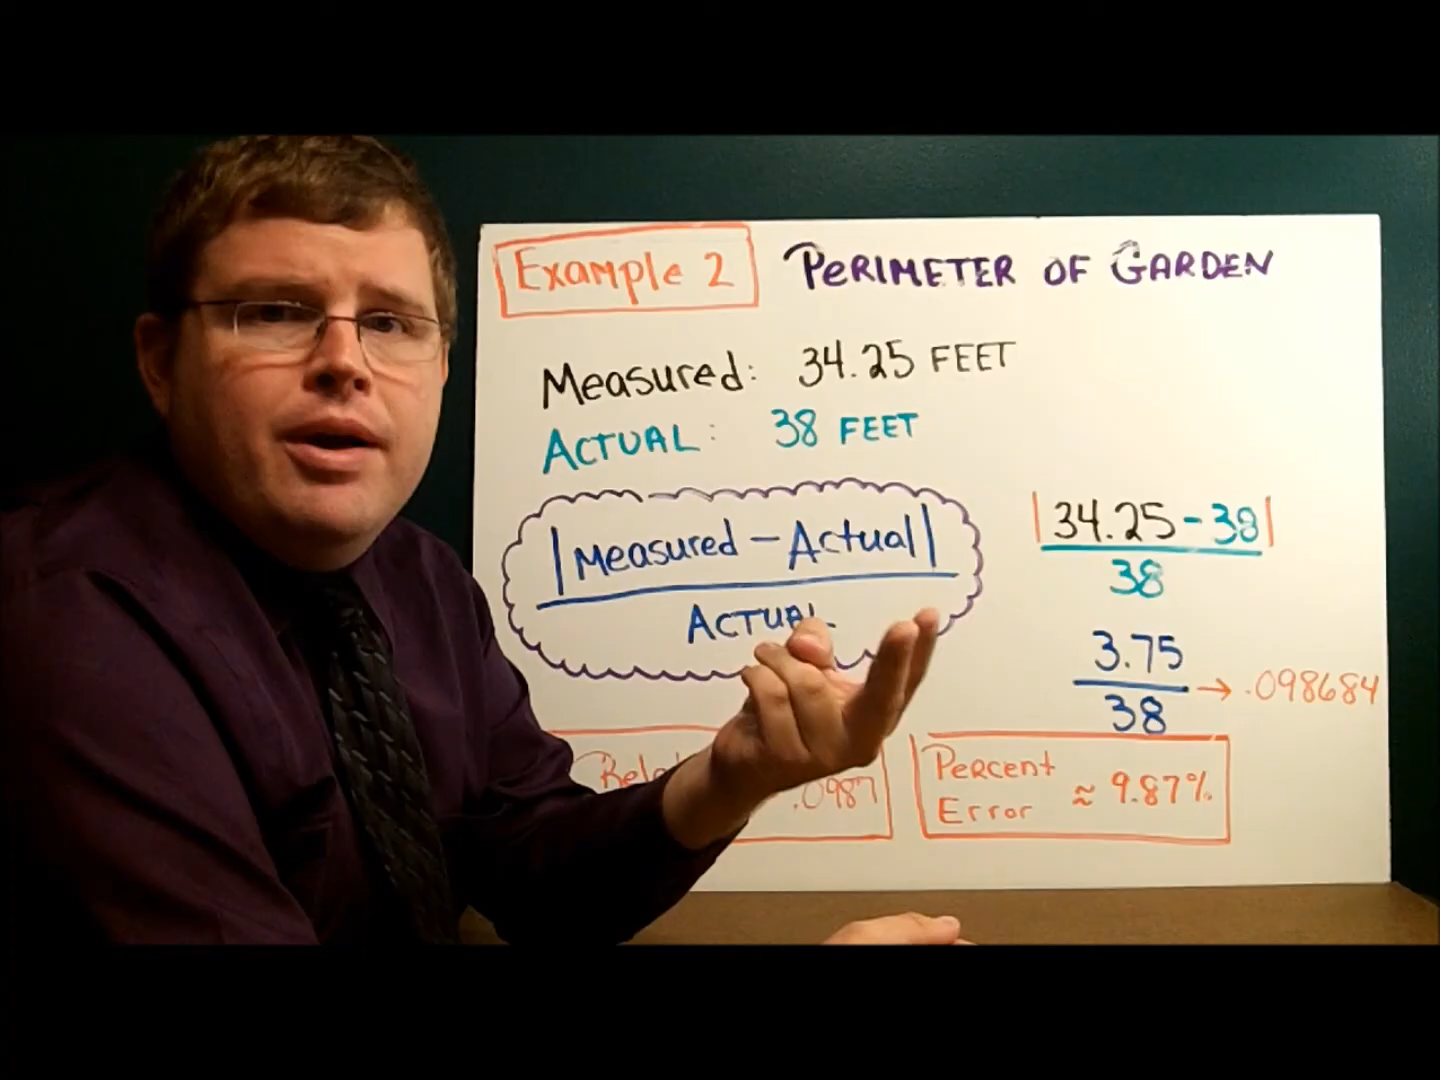 Example 2
PERIMETER OF GARDEN
Measured: 34.25 FEET
ACTUAL: 38 FEET
|Measured - Actual|
ACTUAL
|34.25 - 38|
38
3.75
38
→ .098684
.0987
Percent
Error
≈ 9.87%